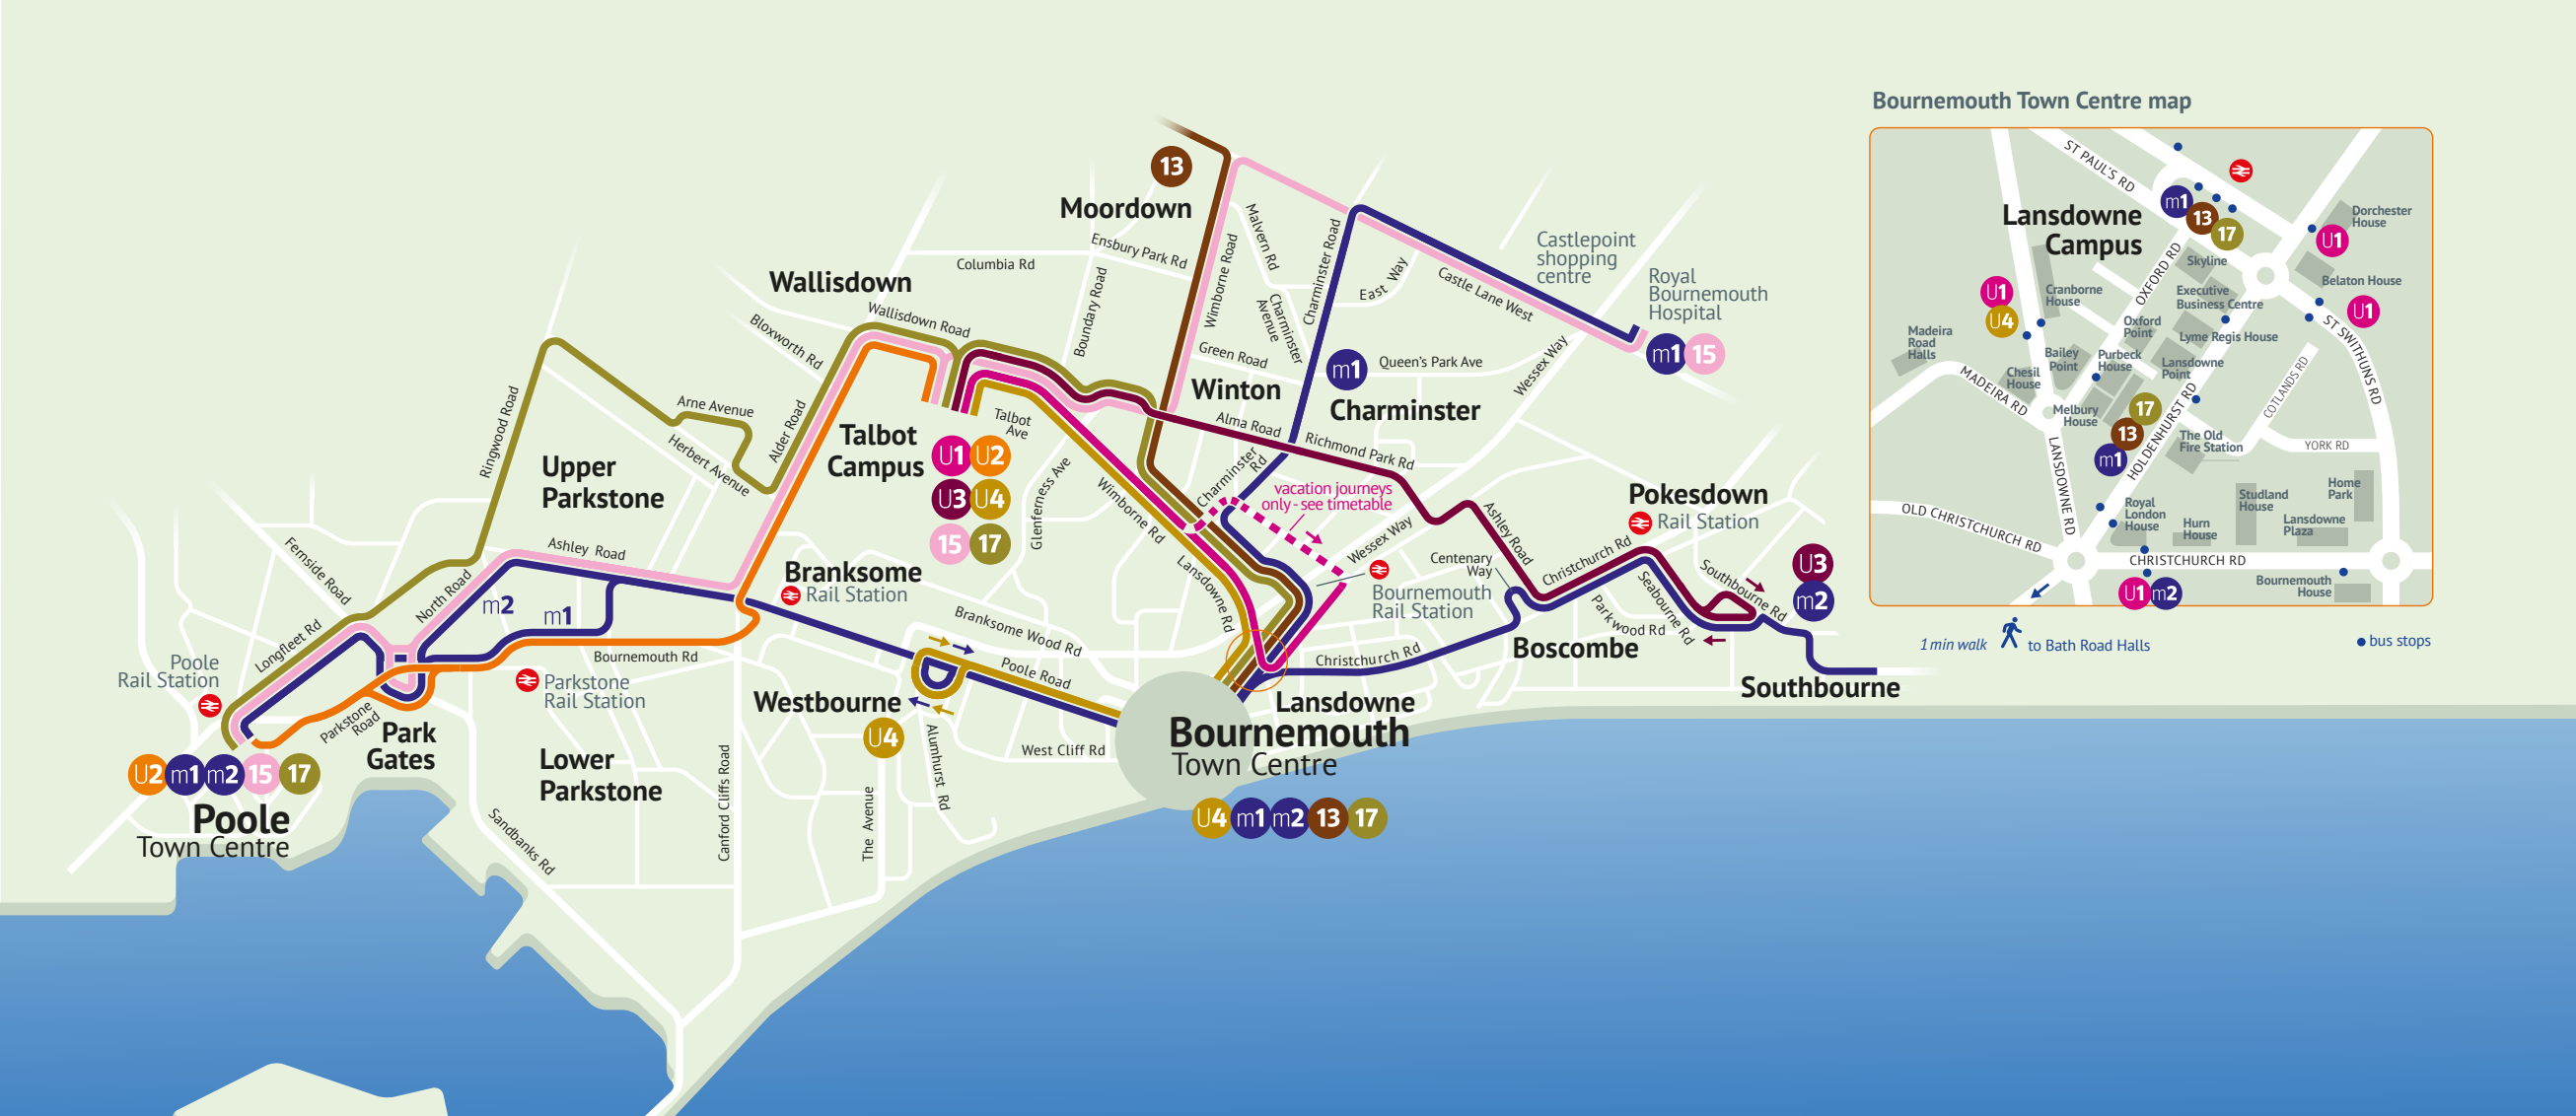 Bournemouth Town Centre map
13
Moordown
Ensbury Park Rd
Columbia Rd
Boundary Road
Wimborne Road
Malvern Rd
Charminster
Avenue
Charminster Road
East Way
Castle Lane West
Castlepoint
shopping
centre
Royal
Bournemouth
Hospital
m1
15
Wallisdown
Wallisdown Road
Bloxworth Rd
Green Road
Winton
m1
Queen's Park Ave
Charminster
Wessex Way
Arne Avenue
Herbert Avenue
Alder Road
Ringwood Road
Upper
Parkstone
Talbot
Campus
U1
U2
U3
U4
15
17
Talbot
Ave
Glenferness Ave
Wimborne Rd
Alma Road
Richmond Park Rd
Charminster
Rd
vacation journeys
only - see timetable
Wessex Way
Ashley Road
Pokesdown
Rail Station
Centenary
Way
Christchurch Rd
Southbourne Rd
U3
m2
Seabourne Rd
Parkwood Rd
Boscombe
Southbourne
Bournemouth
Rail Station
Christchurch Rd
Lansdowne Rd
Ashley Road
Fernside Road
North Road
Longfleet Rd
m2
m1
Branksome
Rail Station
Branksome Wood Rd
Poole Road
Bournemouth Rd
Poole
Rail Station
Parkstone
Rail Station
Parkstone
Road
Park
Gates
Westbourne
U4
Alumhurst Rd
West Cliff Rd
The Avenue
Canford Cliffs Road
Lower
Parkstone
Sandbanks Rd
U2
m1
m2
15
17
Poole
Town Centre
Lansdowne
Bournemouth
Town Centre
U4
m1
m2
13
17
ST PAUL'S RD
Lansdowne
Campus
m1
13
17
Dorchester
House
U1
Skyline
OXFORD RD
Belaton House
U1
U1
U4
Cranborne
House
Executive
Business Centre
ST SWITHUNS RD
Madeira
Road
Halls
Oxford
Point
Lyme Regis House
Bailey
Point
Purbeck
House
Lansdowne
Point
Chesil
House
MADEIRA RD
COTLANDS RD
Melbury
House
17
13
m1
HOLDENHURST RD
The Old
Fire Station
YORK RD
LANSDOWNE RD
Home
Park
Studland
House
Royal
London
House
Hurn
House
Lansdowne
Plaza
OLD CHRISTCHURCH RD
CHRISTCHURCH RD
Bournemouth
House
U1
m2
1 min walk
to Bath Road Halls
bus stops